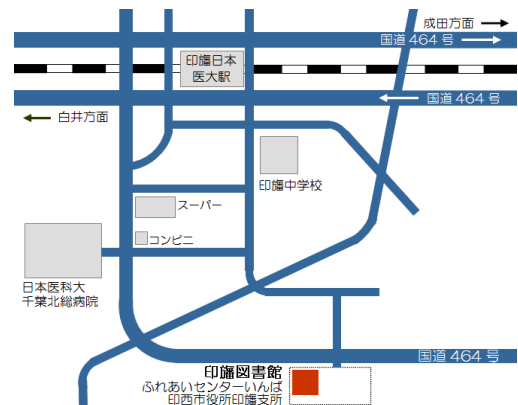 成田方面
国道 464 号
印旛日本
医大駅
国道 464 号
白井方面
印旛中学校
スーパー
コンビニ
日本医科大
千葉北総病院
国道 464 号
印旛図書館
ふれあいセンターいんば
印西市役所印旛支所